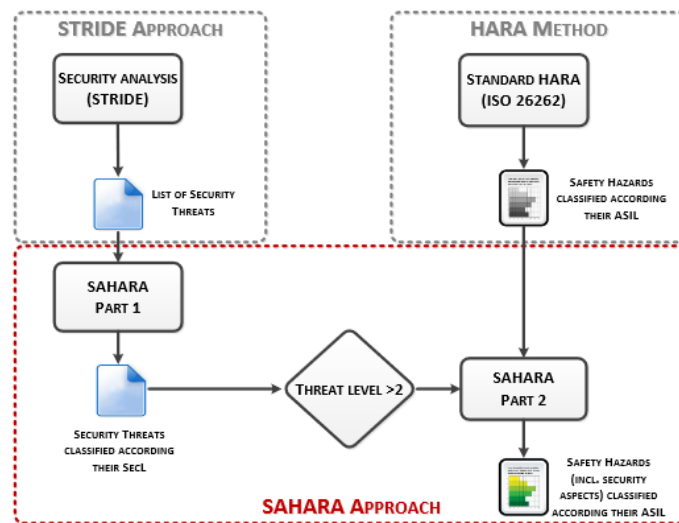 STRIDE APPROACH
HARA METHOD
SECURITY ANALYSIS
(STRIDE)
STANDARD HARA
(ISO 26262)
LIST OF SECURITY
THREATS
SAFETY HAZARDS
CLASSIFIED ACCORDING
THEIR ASIL
SAHARA
PART 1
THREAT LEVEL >2
SAHARA
PART 2
SECURITY THREATS
CLASSIFIED ACCORDING
THEIR SECL
SAFETY HAZARDS
(INCL. SECURITY
ASPECTS) CLASSIFIED
ACCORDING THEIR ASIL
SAHARA APPROACH